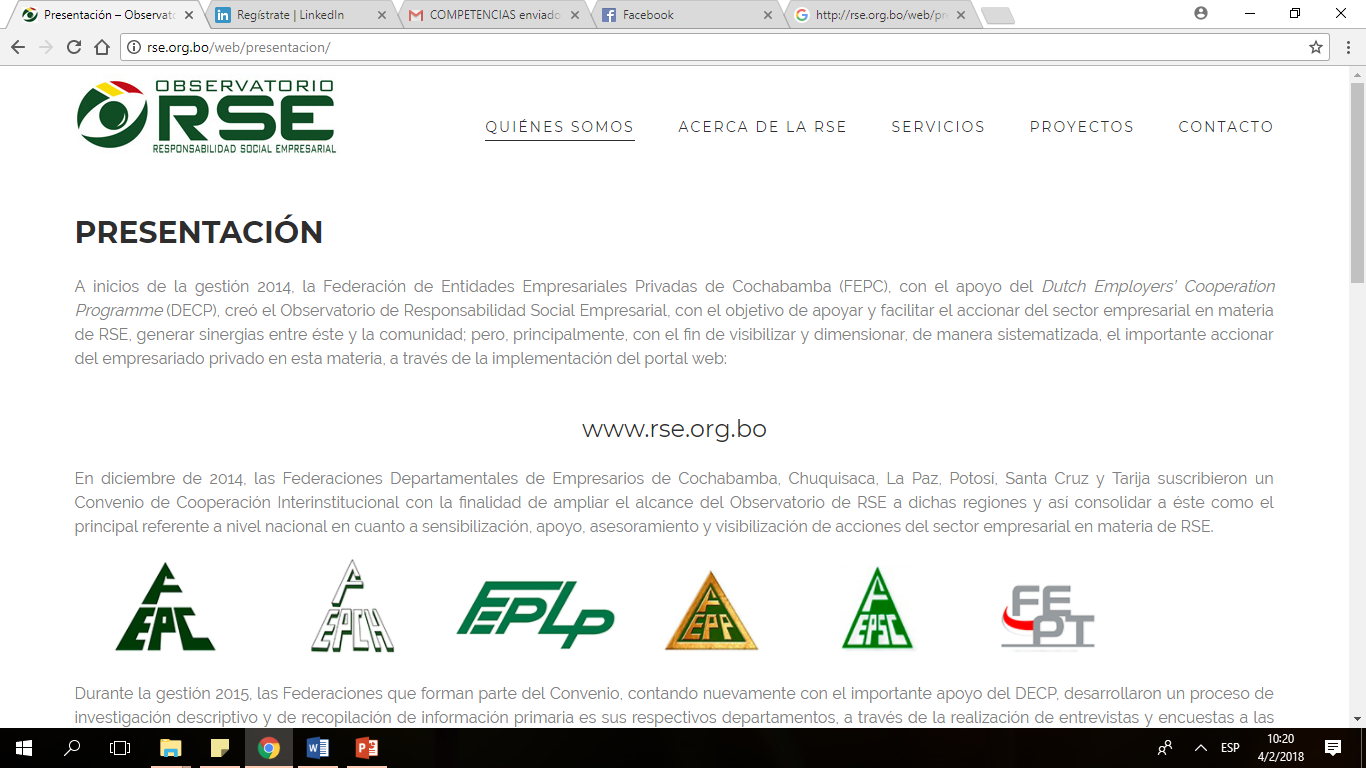 Presentación – Observato
Regístrate | LinkedIn
COMPETENCIAS enviado
Facebook
http://rse.org.bo/web/pr
rse.org.bo/web/presentacion/
OBSERVATORIO
RSE
RESPONSABILIDAD SOCIAL EMPRESARIAL
QUIÉNES SOMOS
ACERCA DE LA RSE
SERVICIOS
PROYECTOS
CONTACTO
PRESENTACIÓN
A inicios de la gestión 2014, la Federación de Entidades Empresariales Privadas de Cochabamba (FEPC), con el apoyo del Dutch Employers' Cooperation
Programme (DECP), creó el Observatorio de Responsabilidad Social Empresarial, con el objetivo de apoyar y facilitar el accionar del sector empresarial en materia
de RSE, generar sinergias entre éste y la comunidad; pero, principalmente, con el fin de visibilizar y dimensionar, de manera sistematizada, el importante accionar
del empresariado privado en esta materia, a través de la implementación del portal web:
www.rse.org.bo
En diciembre de 2014, las Federaciones Departamentales de Empresarios de Cochabamba, Chuquisaca, La Paz, Potosí, Santa Cruz y Tarija suscribieron un
Convenio de Cooperación Interinstitucional con la finalidad de ampliar el alcance del Observatorio de RSE a dichas regiones y así consolidar a éste como el
principal referente a nivel nacional en cuanto a sensibilización, apoyo, asesoramiento y visibilización de acciones del sector empresarial en materia de RSE.
FEPC
FEPCH
FEPLP
FEPP
FEPSC
FEPT
Durante la gestión 2015, las Federaciones que forman parte del Convenio, contando nuevamente con el importante apoyo del DECP, desarrollaron un proceso de
investigación descriptivo y de recopilación de información primaria es sus respectivos departamentos, a través de la realización de entrevistas y encuestas a las
ESP
10:20
4/2/2018